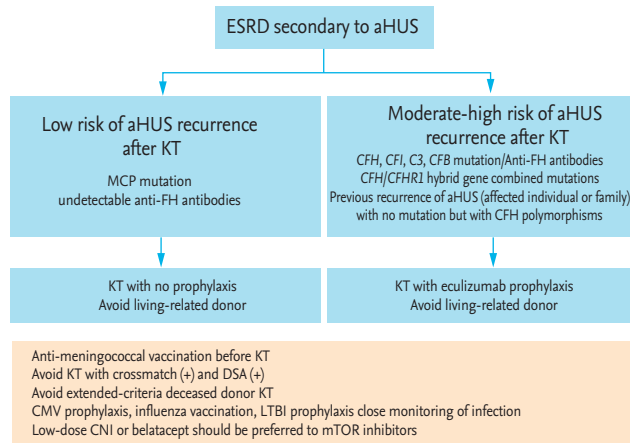 ESRD secondary to aHUS
Low risk of aHUS recurrence
after KT
MCP mutation
undetectable anti-FH antibodies
Moderate-high risk of aHUS
recurrence after KT
CFH, CFI, C3, CFB mutation/Anti-FH antibodies
CFH/CFHR1 hybrid gene combined mutations
Previous recurrence of aHUS (affected individual or family)
with no mutation but with CFH polymorphisms
KT with no prophylaxis
Avoid living-related donor
KT with eculizumab prophylaxis
Avoid living-related donor
Anti-meningococcal vaccination before KT
Avoid KT with crossmatch (+) and DSA (+)
Avoid extended-criteria deceased donor KT
CMV prophylaxis, influenza vaccination, LTBI prophylaxis close monitoring of infection
Low-dose CNI or belatacept should be preferred to mTOR inhibitors